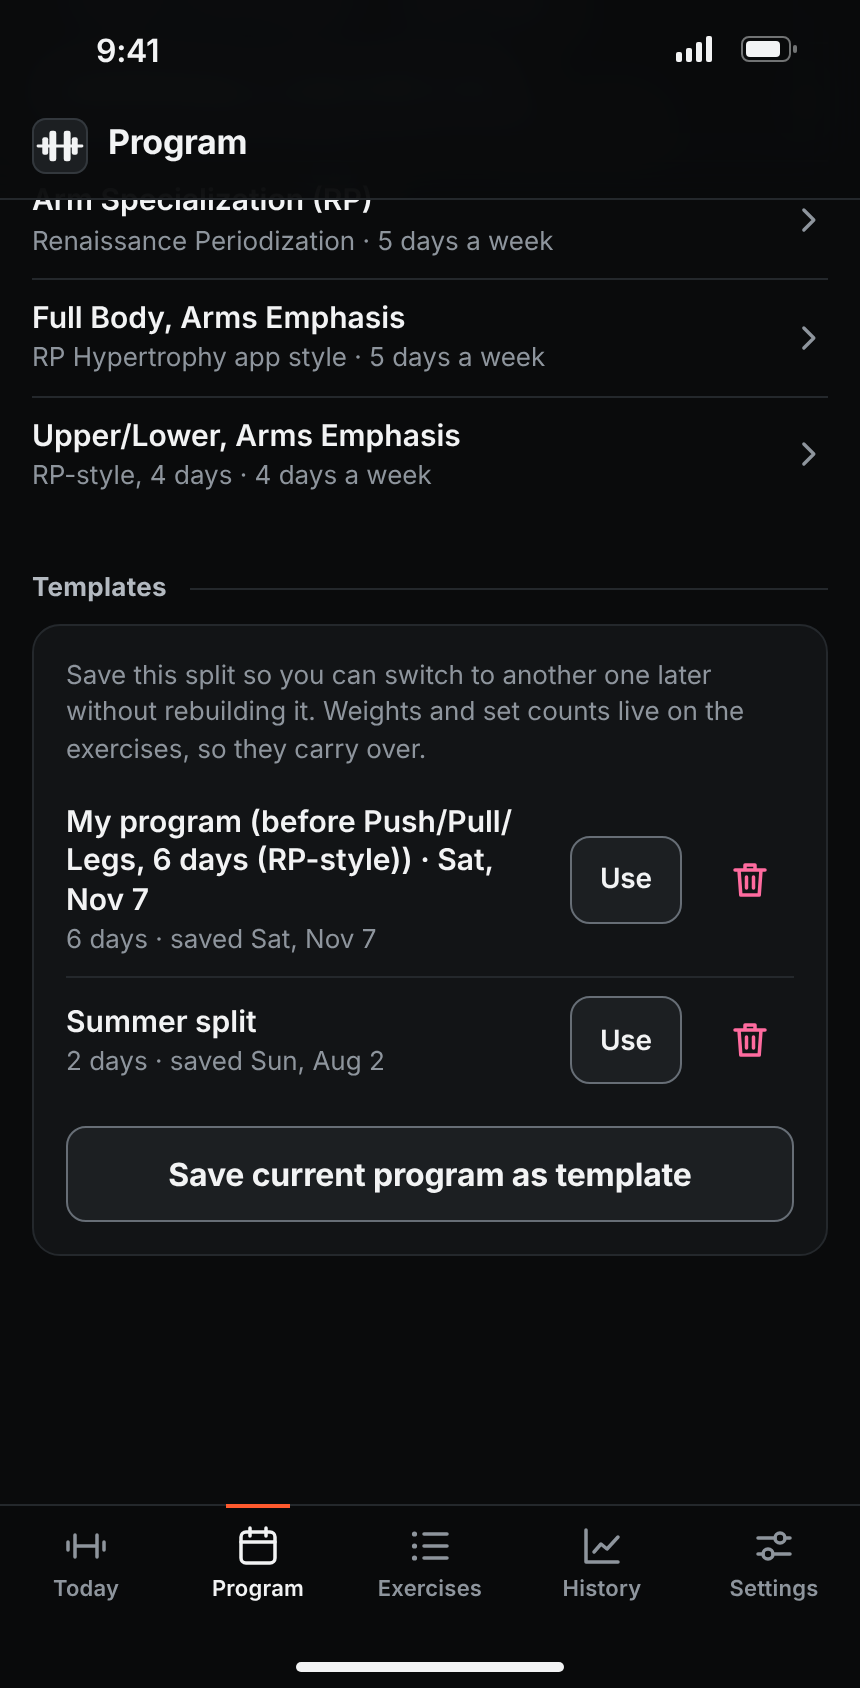 9:41
Program
Arm Specialization (RP)
Renaissance Periodization · 5 days a week
Full Body, Arms Emphasis
RP Hypertrophy app style · 5 days a week
Upper/Lower, Arms Emphasis
RP-style, 4 days · 4 days a week
Templates
Save this split so you can switch to another one later
without rebuilding it. Weights and set counts live on the
exercises, so they carry over.
My program (before Push/Pull/
Legs, 6 days (RP-style)) · Sat,
Nov 7
6 days · saved Sat, Nov 7
Use
Summer split
2 days · saved Sun, Aug 2
Use
Save current program as template
Today
Program
Exercises
History
Settings